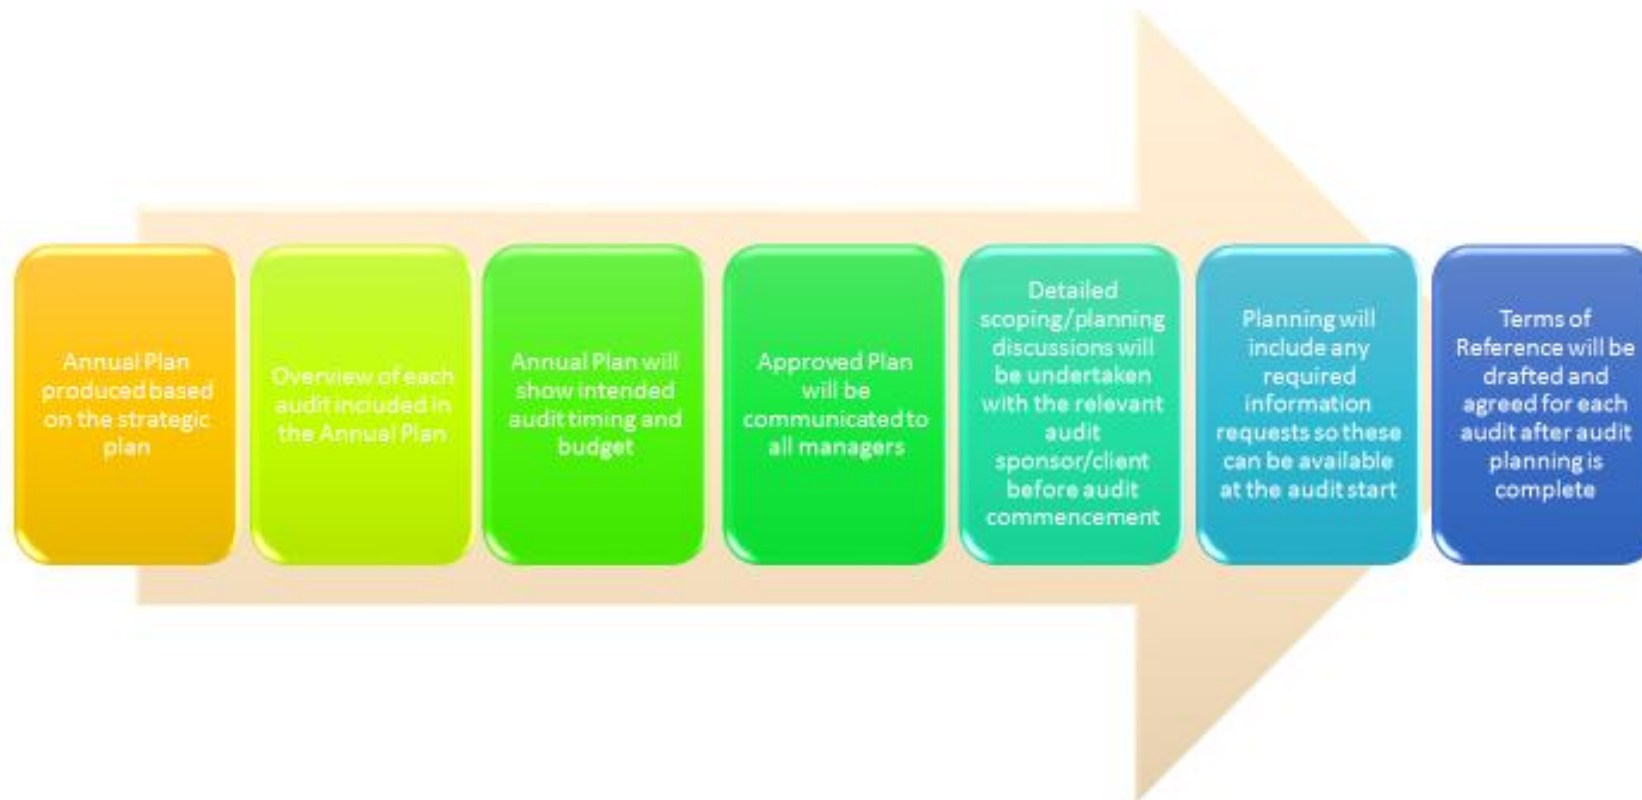 Annual Plan
produced based
on the strategic
plan
Overview of each
audit included in
the Annual Plan
Annual Plan will
show intended
audit timing and
budget
Approved Plan
will be
communicated to
all managers
Detailed
scoping/planning
discussions will
be undertaken
with the relevant
audit
sponsor/client
before audit
commencement
Planning will
include any
required
information
requests so these
can be available
at the audit start
Terms of
Reference will be
drafted and
agreed for each
audit after audit
planning is
complete